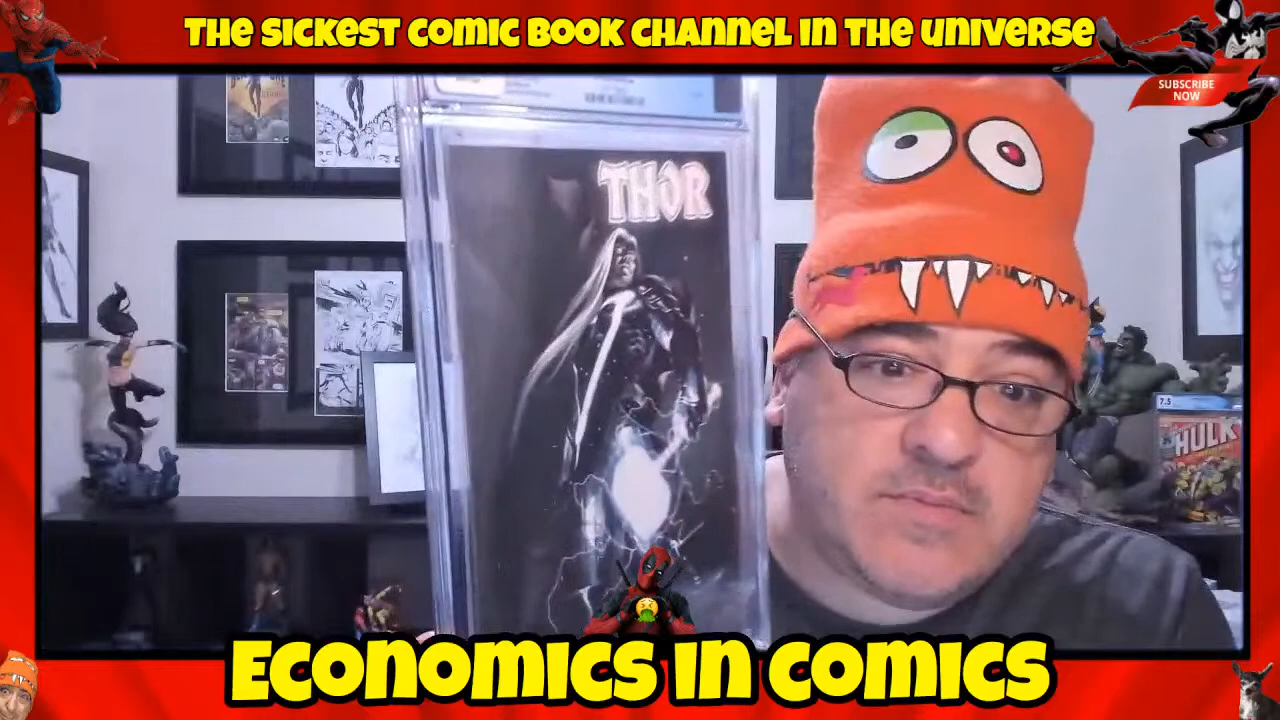 THE SICKEST COMIC BOOK CHANNEL IN THE UNIVERSE
SUBSCRIBE
NOW
THOR
7.5
HULK
ECONOMICS IN COMICS